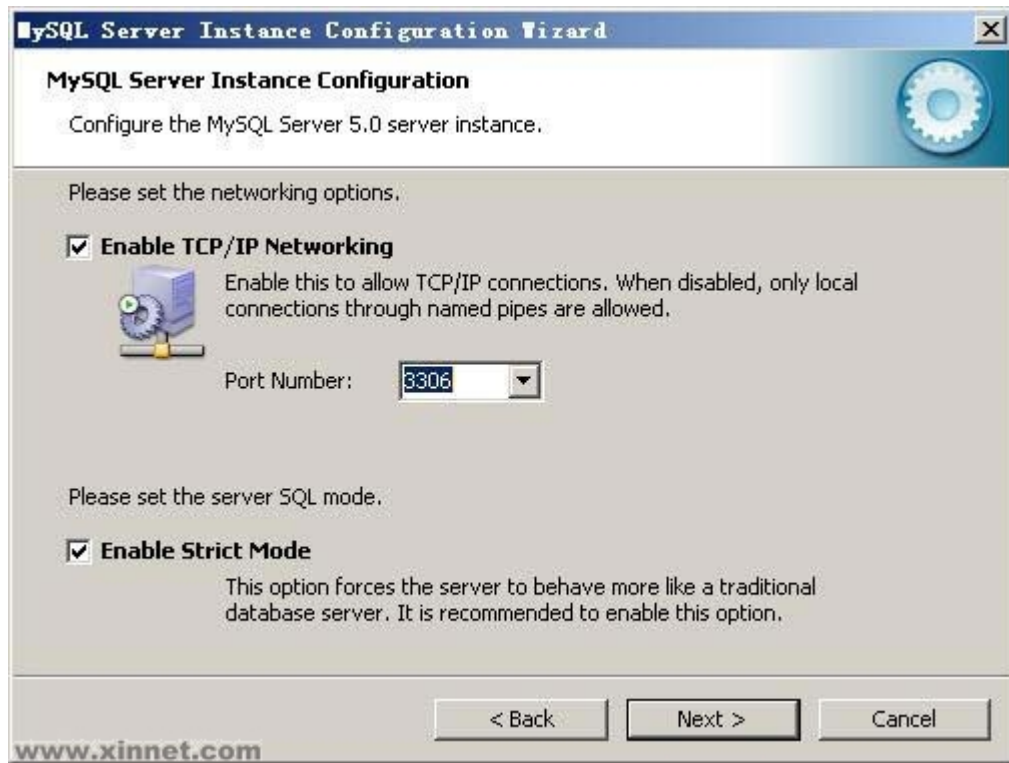 MySQL Server Instance Configuration Wizard
MySQL Server Instance Configuration
Configure the MySQL Server 5.0 server instance.
Please set the networking options.
Enable TCP/IP Networking
Enable this to allow TCP/IP connections. When disabled, only local
connections through named pipes are allowed.
Port Number: 3306
Please set the server SQL mode.
Enable Strict Mode
This option forces the server to behave more like a traditional
database server. It is recommended to enable this option.
< Back Next > Cancel
www.xinnet.com